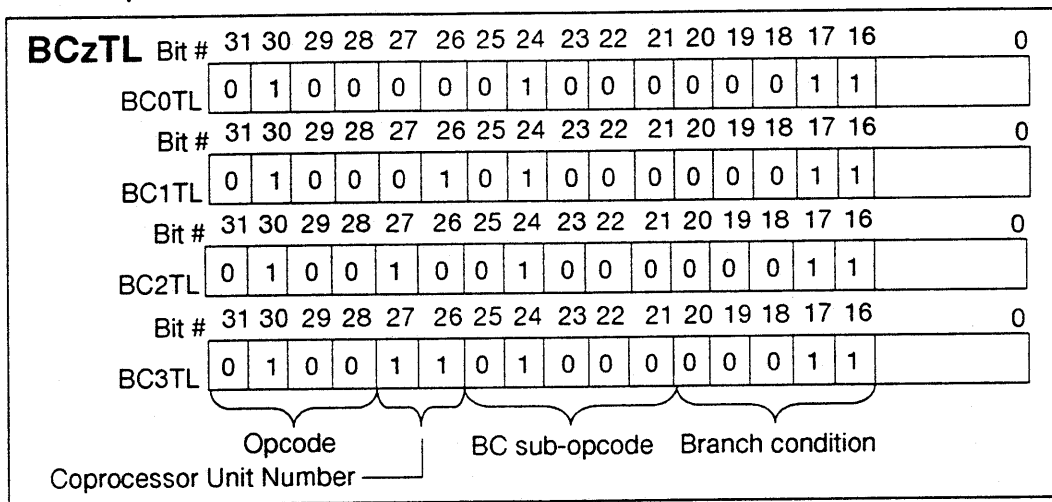 BCzTL Bit # 31 30 29 28 27 26 25 24 23 22 21 20 19 18 17 16 0
BC0TL 0 1 0 0 0 0 0 1 0 0 0 0 0 0 1 1
Bit # 31 30 29 28 27 26 25 24 23 22 21 20 19 18 17 16 0
BC1TL 0 1 0 0 0 1 0 1 0 0 0 0 0 0 1 1
Bit # 31 30 29 28 27 26 25 24 23 22 21 20 19 18 17 16 0
BC2TL 0 1 0 0 1 0 0 1 0 0 0 0 0 0 1 1
Bit # 31 30 29 28 27 26 25 24 23 22 21 20 19 18 17 16 0
BC3TL 0 1 0 0 1 1 0 1 0 0 0 0 0 0 1 1
Opcode BC sub-opcode Branch condition
Coprocessor Unit Number